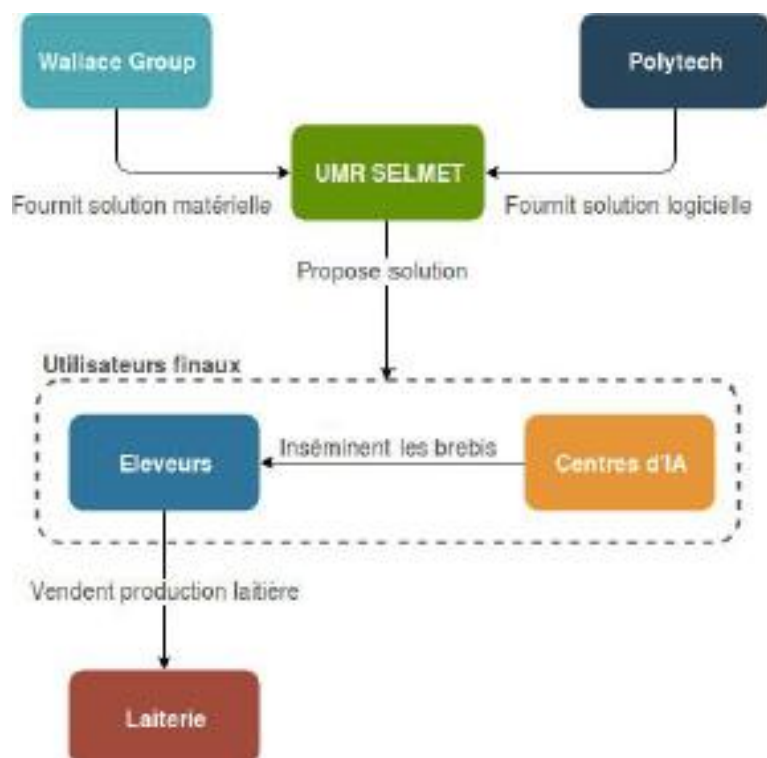 Wallace Group
Polytech
UMR SELMET
Fournit solution matérielle
Fournit solution logicielle
Propose solution
Utilisateurs finaux
Eleveurs
Inséminent les brebis
Centres d'IA
Vendent production laitière
Laiterie